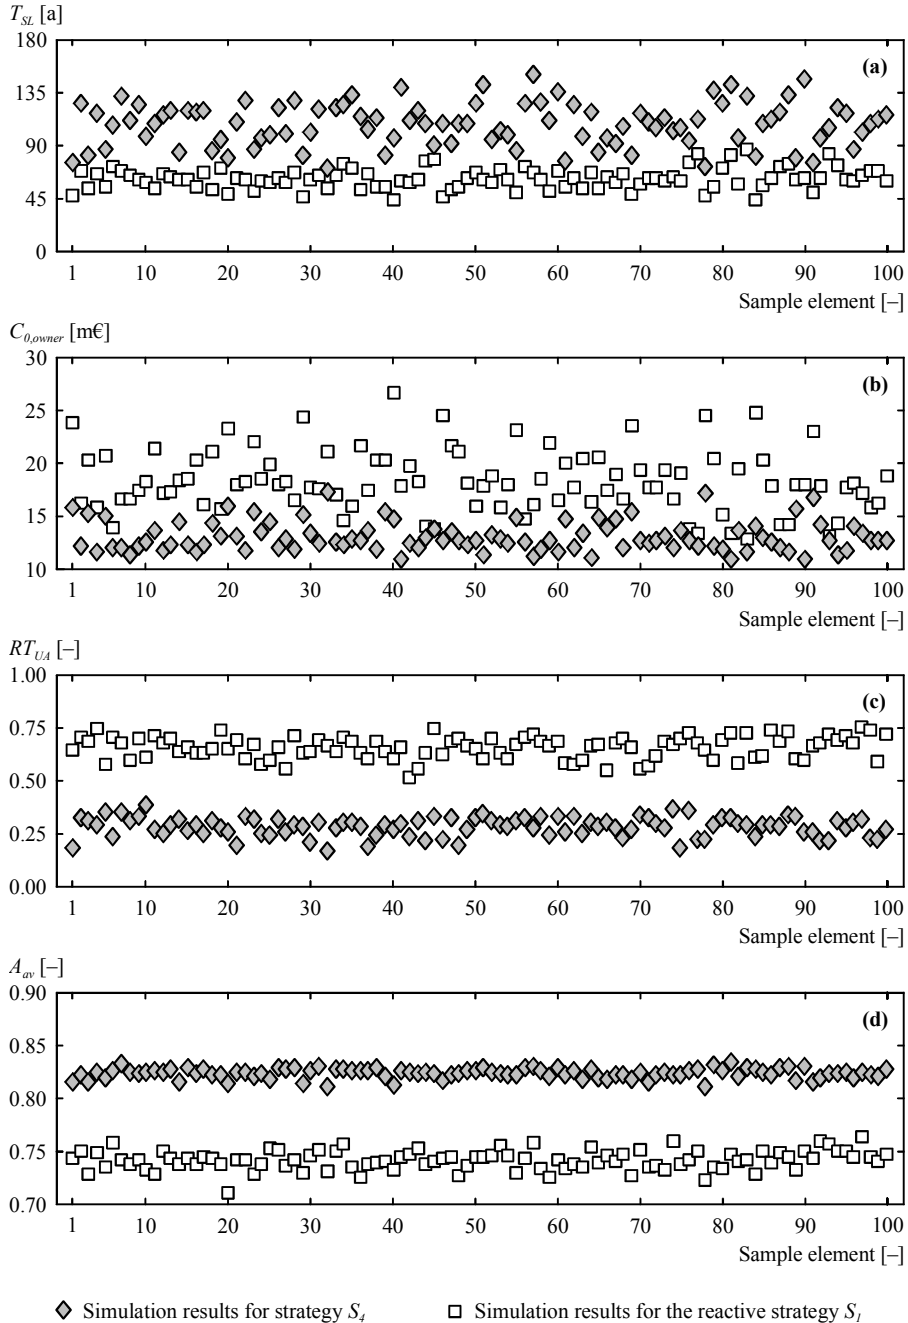 T_SL [a]
180
(a)
135
90
45
0
1 10 20 30 40 50 60 70 80 90 100
Sample element [–]
C_0,owner [m€]
30
(b)
25
20
15
10
1 10 20 30 40 50 60 70 80 90 100
Sample element [–]
RT_UA [–]
1.00
(c)
0.75
0.50
0.25
0.00
1 10 20 30 40 50 60 70 80 90 100
Sample element [–]
A_av [–]
0.90
(d)
0.85
0.80
0.75
0.70
1 10 20 30 40 50 60 70 80 90 100
Sample element [–]
Simulation results for strategy S_4 Simulation results for the reactive strategy S_1